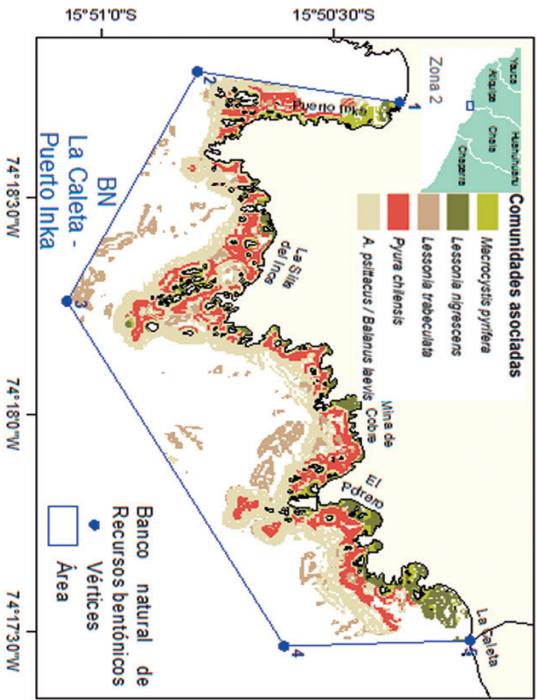 15°51'0"S
15°50'30"S
Zona 2
Yauca
Atiquipa
Chala
Huanuhuanu
Chaparra
Comunidades asociadas
Macrocystis pyrifera
Lessonia nigrescens
Lessonia trabeculata
Pyura chilensis
A. psittacus / Balanus laevis
1
2
3
4
Puerto Inka
La Silla
del Inca
Mina de
Cobre
El
Potrero
La Caleta
BN
La Caleta -
Puerto Inka
Banco natural de
Recursos bentónicos
Vértices
Área
74°18'30"W
74°18'0"W
74°17'30"W